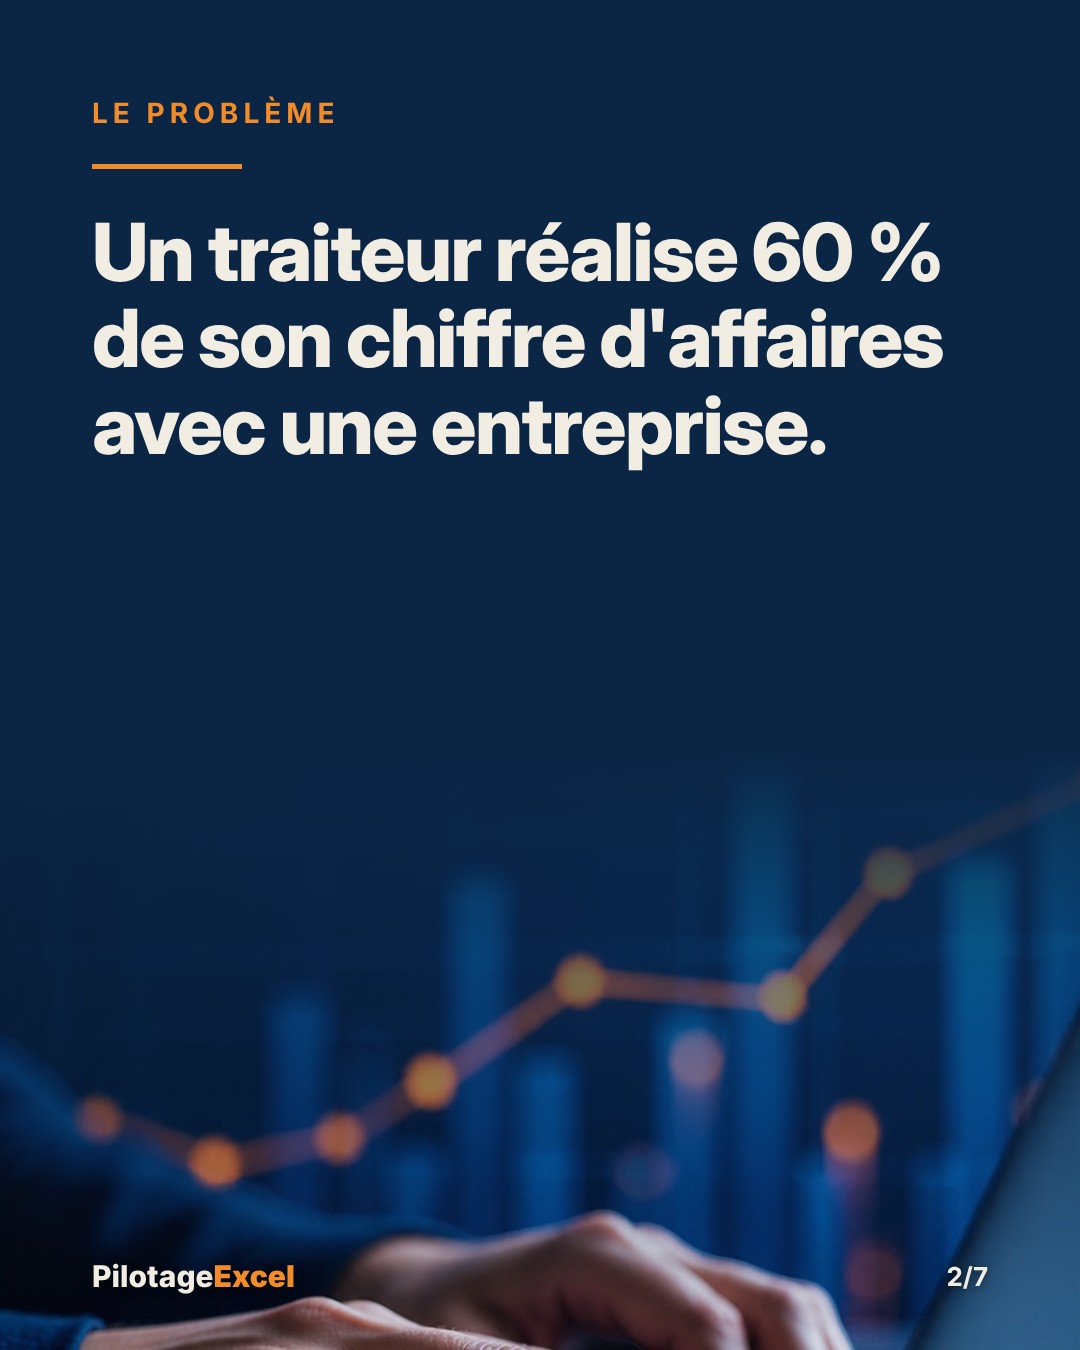 LE PROBLÈME
Un traiteur réalise 60 %
de son chiffre d'affaires
avec une entreprise.
PilotageExcel
2/7